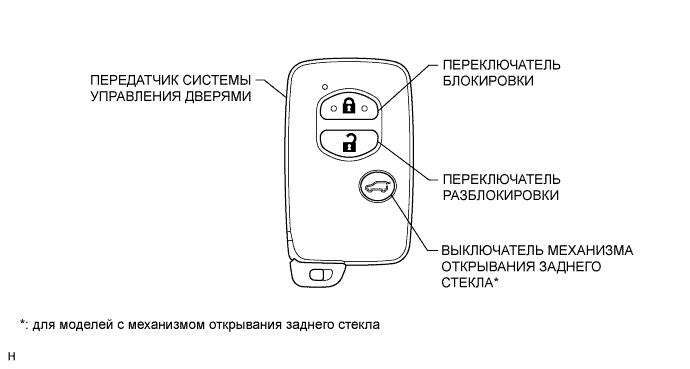 ПЕРЕКЛЮЧАТЕЛЬ
БЛОКИРОВКИ
ПЕРЕДАТЧИК СИСТЕМЫ
УПРАВЛЕНИЯ ДВЕРЯМИ
ПЕРЕКЛЮЧАТЕЛЬ
РАЗБЛОКИРОВКИ
ВЫКЛЮЧАТЕЛЬ МЕХАНИЗМА
ОТКРЫВАНИЯ ЗАДНЕГО
СТЕКЛА*
*: для моделей с механизмом открывания заднего стекла
H